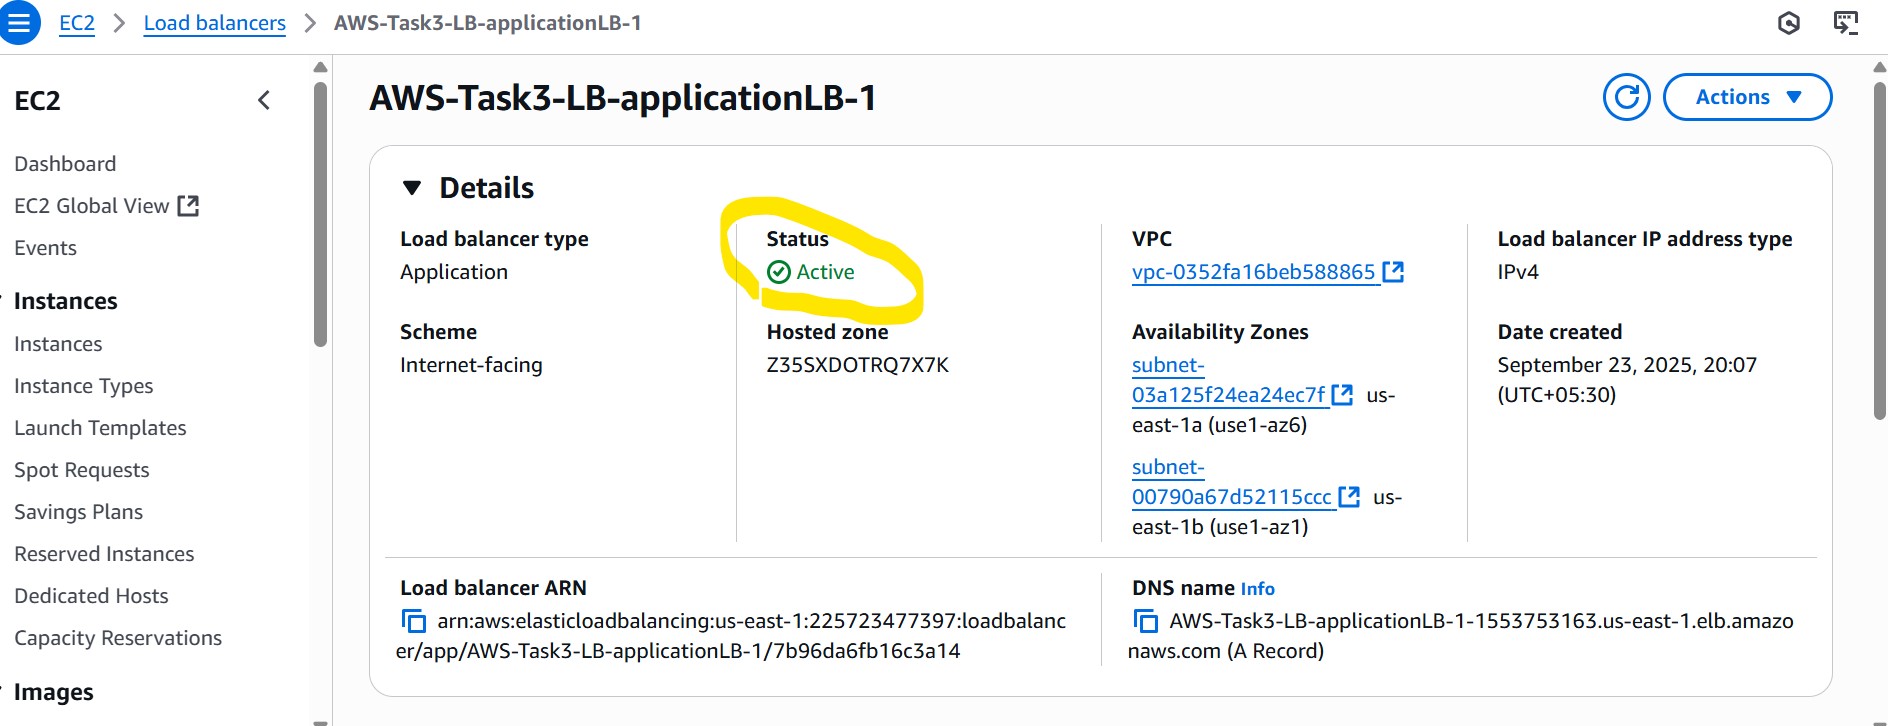 EC2 > Load balancers > AWS-Task3-LB-applicationLB-1
EC2
Dashboard
EC2 Global View
Events
Instances
Instances
Instance Types
Launch Templates
Spot Requests
Savings Plans
Reserved Instances
Dedicated Hosts
Capacity Reservations
Images
AWS-Task3-LB-applicationLB-1
Actions
Details
Load balancer type
Application
Scheme
Internet-facing
Status
Active
Hosted zone
Z35SXDOTRQ7X7K
VPC
vpc-0352fa16beb588865
Availability Zones
subnet-
03a125f24ea24ec7f us-
east-1a (use1-az6)
subnet-
00790a67d52115ccc us-
east-1b (use1-az1)
Load balancer IP address type
IPv4
Date created
September 23, 2025, 20:07
(UTC+05:30)
Load balancer ARN
arn:aws:elasticloadbalancing:us-east-1:225723477397:loadbalanc
er/app/AWS-Task3-LB-applicationLB-1/7b96da6fb16c3a14
DNS name Info
AWS-Task3-LB-applicationLB-1-1553753163.us-east-1.elb.amazo
naws.com (A Record)